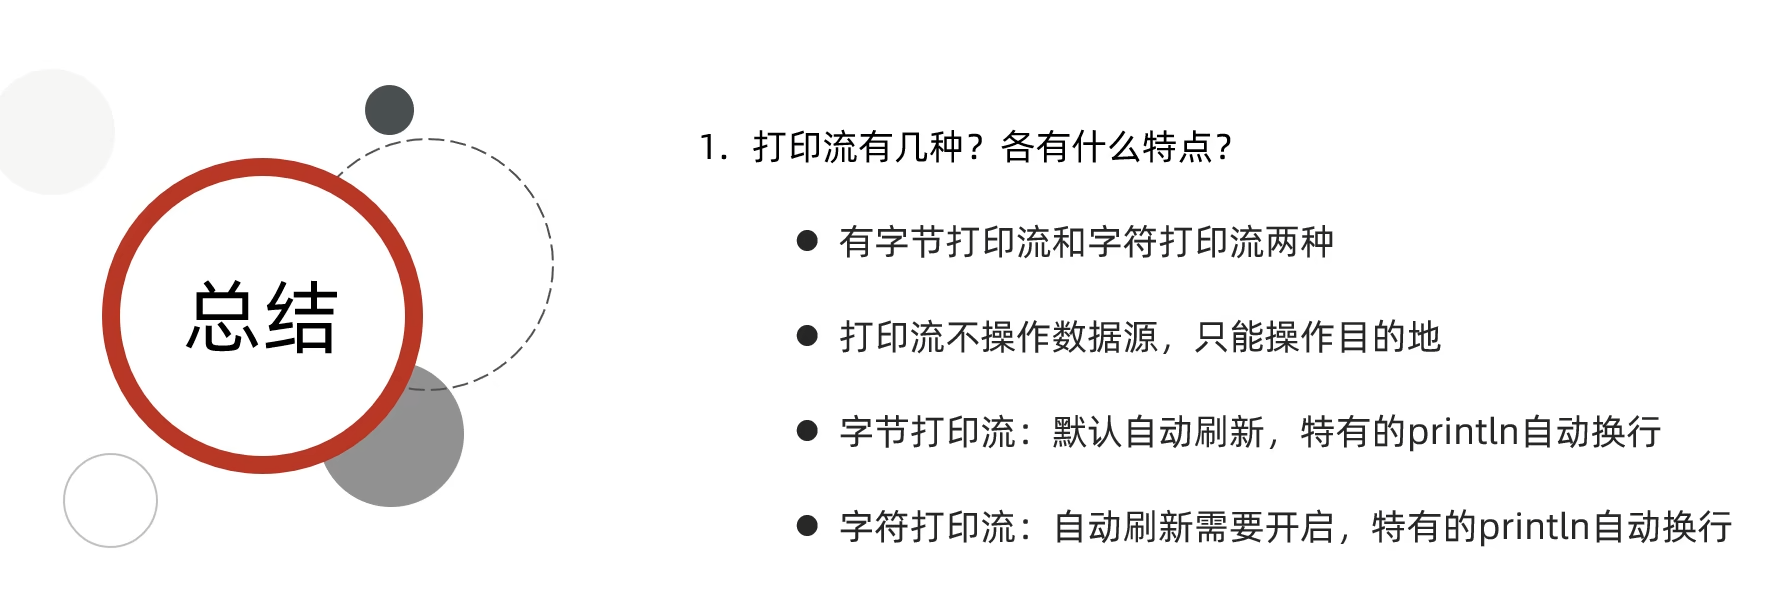 总结
1. 打印流有几种？各有什么特点？
● 有字节打印流和字符打印流两种
● 打印流不操作数据源，只能操作目的地
● 字节打印流：默认自动刷新，特有的println自动换行
● 字符打印流：自动刷新需要开启，特有的println自动换行